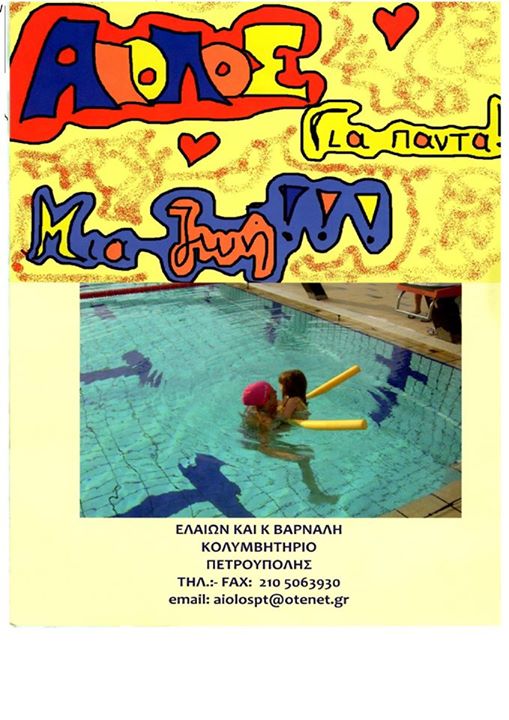 ΑΙΟΛΟΣ
Για παντα!
Μια ζωή!!!
ΕΛΑΙΩΝ ΚΑΙ Κ ΒΑΡΝΑΛΗ
ΚΟΛΥΜΒΗΤΗΡΙΟ
ΠΕΤΡΟΥΠΟΛΗΣ
ΤΗΛ.:- FAX: 210 5063930
email: aiolospt@otenet.gr